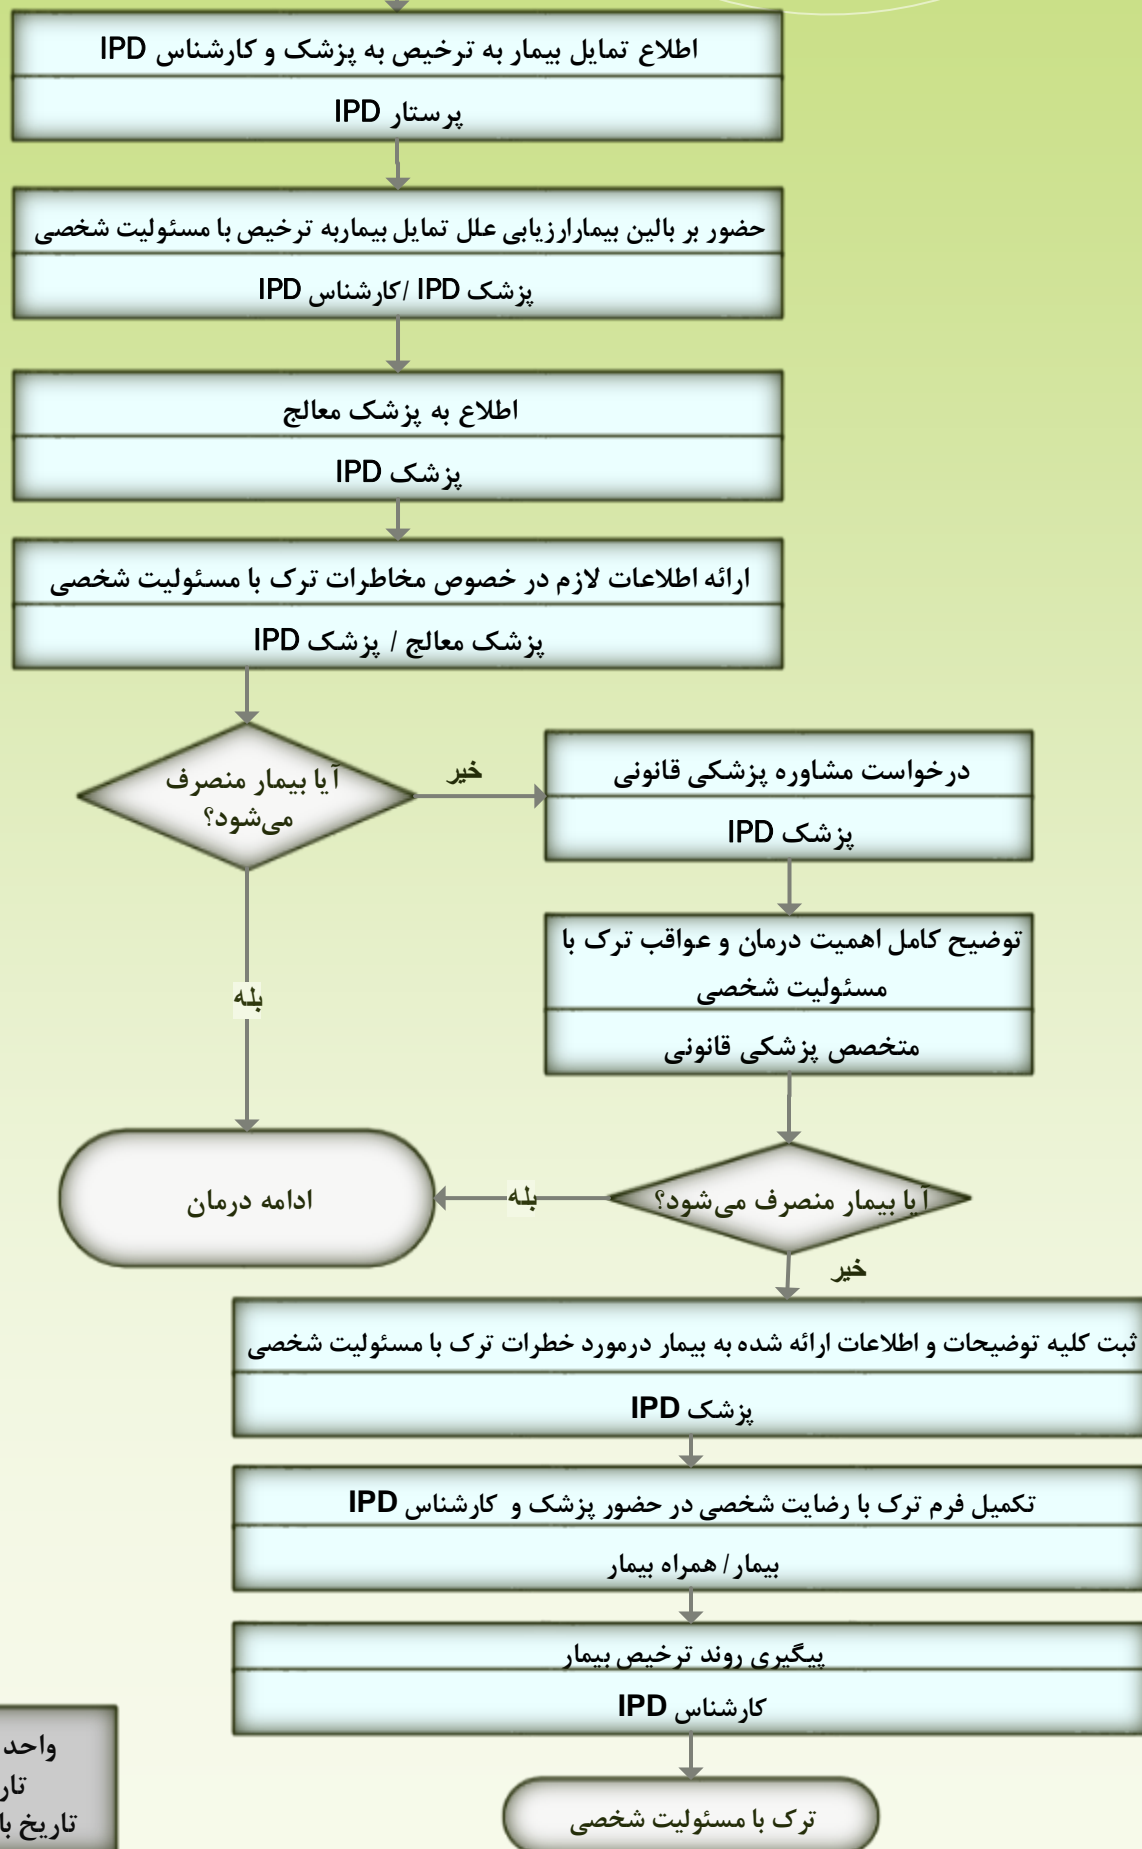 اطلاع تمایل بیمار به ترخیص به پزشک و کارشناس IPD
پرستار IPD
حضور بر بالین بیمارارزیابی علل تمایل بیماربه ترخیص با مسئولیت شخصی
پزشک IPD /کارشناس IPD
اطلاع به پزشک معالج
پزشک IPD
ارائه اطلاعات لازم در خصوص مخاطرات ترک با مسئولیت شخصی
پزشک معالج / پزشک IPD
آیا بیمار منصرف
می‌شود؟
خیر
درخواست مشاوره پزشکی قانونی
پزشک IPD
توضیح کامل اهمیت درمان و عواقب ترک با
مسئولیت شخصی
متخصص پزشکی قانونی
بله
آیا بیمار منصرف می‌شود؟
بله
ادامه درمان
خیر
ثبت کلیه توضیحات و اطلاعات ارائه شده به بیمار درمورد خطرات ترک با مسئولیت شخصی
پزشک IPD
تکمیل فرم ترک با رضایت شخصی در حضور پزشک و کارشناس IPD
بیمار/ همراه بیمار
پیگیری روند ترخیص بیمار
کارشناس IPD
ترک با مسئولیت شخصی
واحد
تاریخ